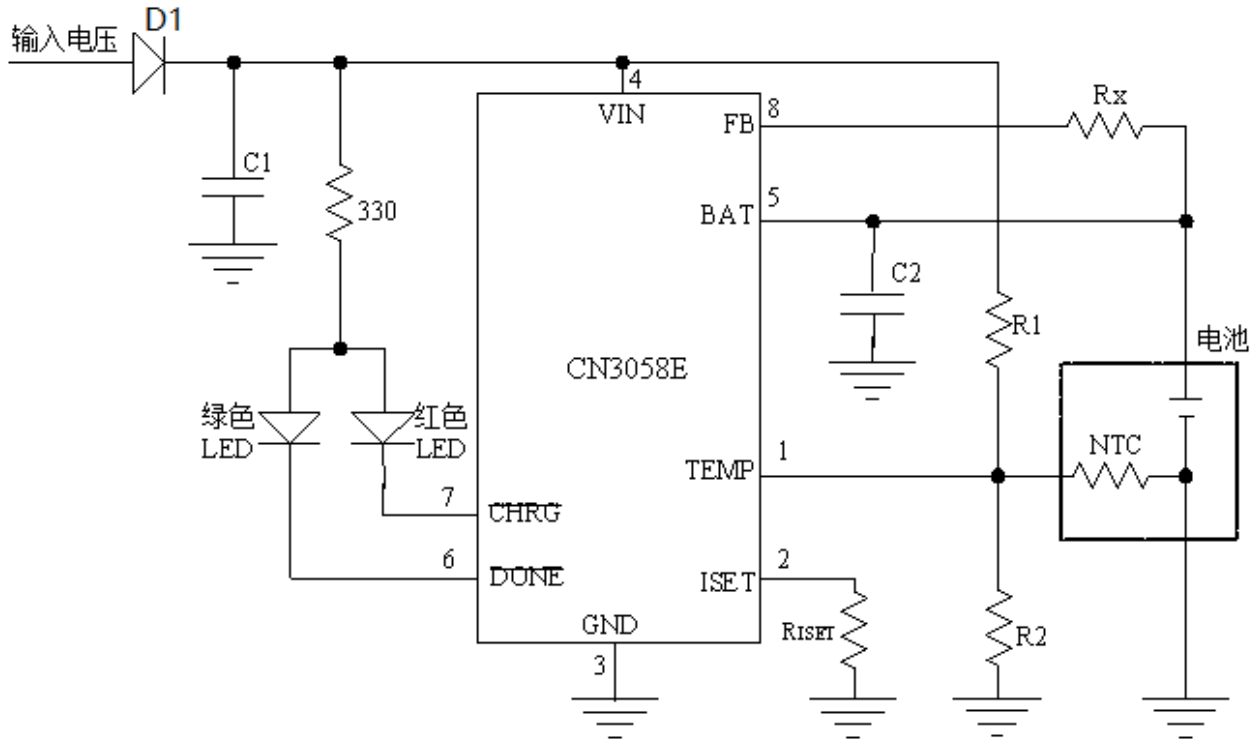 D1
输入电压
4
VIN
8
FB
Rx
C1
330
5
BAT
C2
R1
电池
CN3058E
绿色
LED
红色
LED
NTC
1
TEMP
7
CHRG
6
DONE
2
ISET
RISET
GND
3
R2